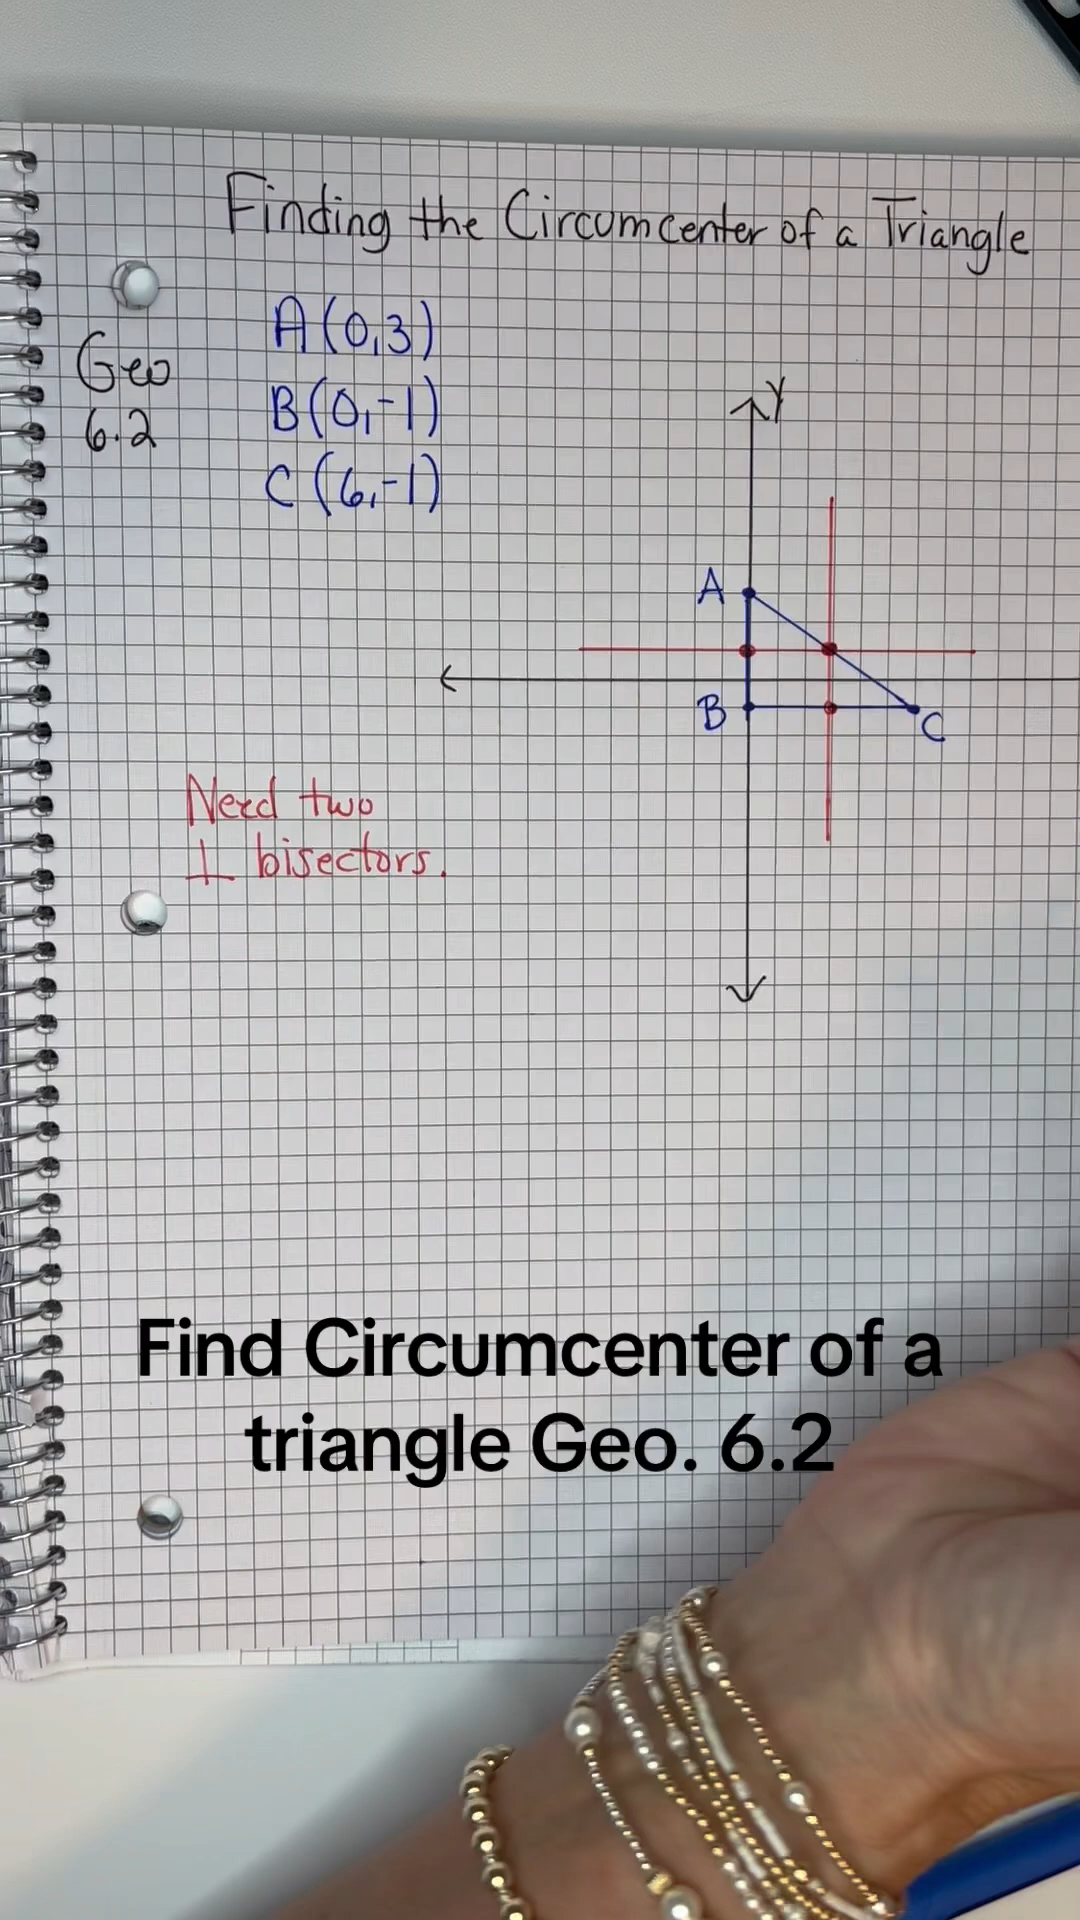 Finding the Circumcenter of a Triangle
Geo
6.2
A(0,3)
B(0,-1)
C(6,-1)
Y
A
B
C
Need two
⊥ bisectors.
Find Circumcenter of a
triangle Geo. 6.2